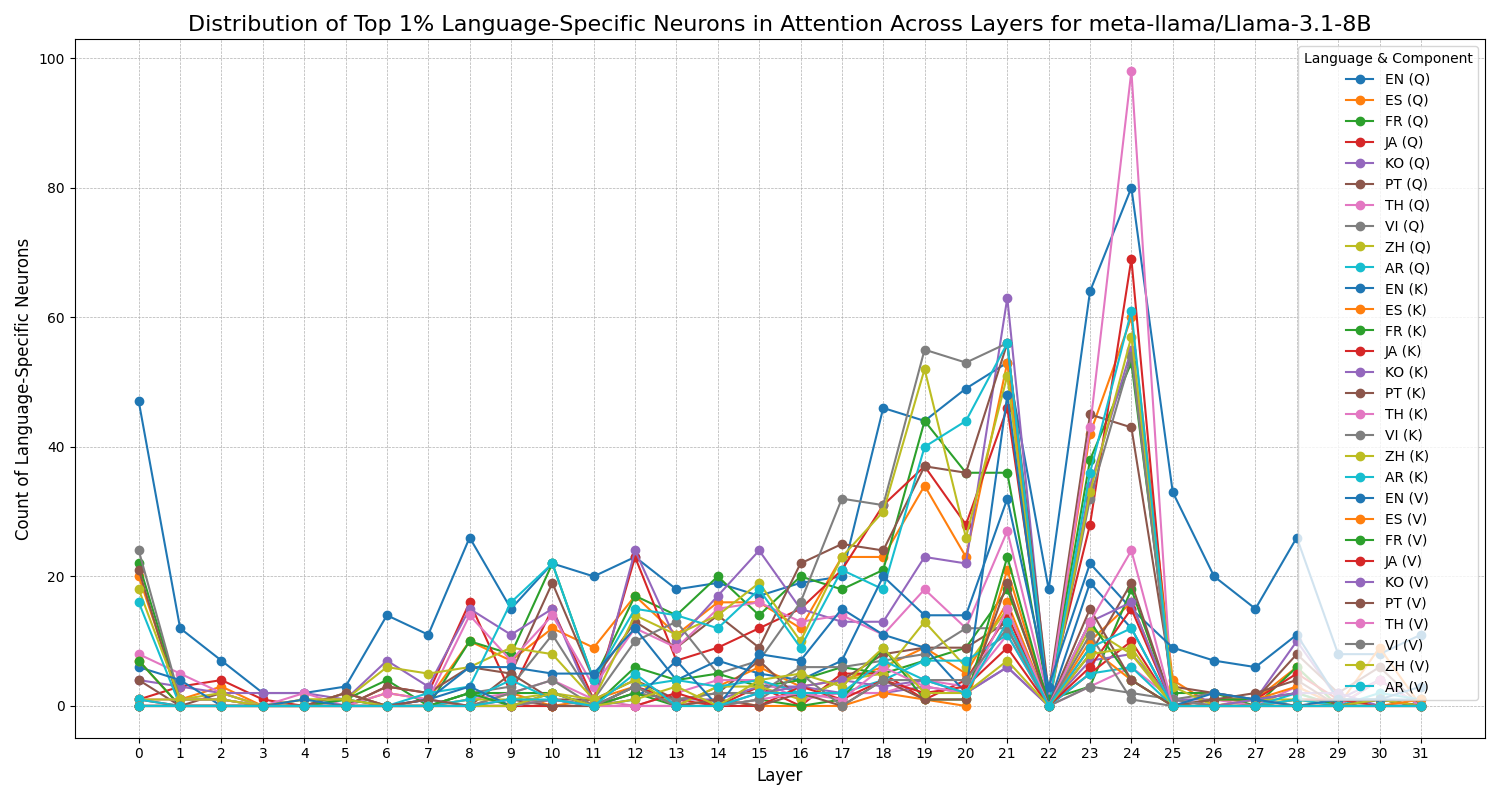 Distribution of Top 1% Language-Specific Neurons in Attention Across Layers for meta-llama/Llama-3.1-8B
Count of Language-Specific Neurons
100
80
60
40
20
0
0 1 2 3 4 5 6 7 8 9 10 11 12 13 14 15 16 17 18 19 20 21 22 23 24 25 26 27 28 29 30 31
Layer
Language & Component
EN (Q)
ES (Q)
FR (Q)
JA (Q)
KO (Q)
PT (Q)
TH (Q)
VI (Q)
ZH (Q)
AR (Q)
EN (K)
ES (K)
FR (K)
JA (K)
KO (K)
PT (K)
TH (K)
VI (K)
ZH (K)
AR (K)
EN (V)
ES (V)
FR (V)
JA (V)
KO (V)
PT (V)
TH (V)
VI (V)
ZH (V)
AR (V)